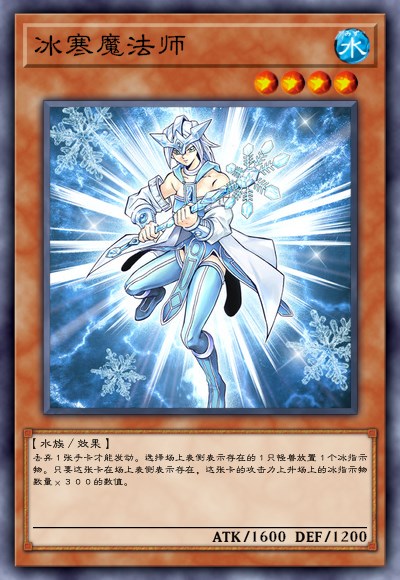 冰寒魔法师
水
【水族/效果】
丢弃1张手卡才能发动。选择场上表侧表示存在的1只怪兽放置1个冰指示
物。只要这张卡在场上表侧表示存在，这张卡的攻击力上升场上的冰指示物
数量×300的数值。
ATK/1600 DEF/1200